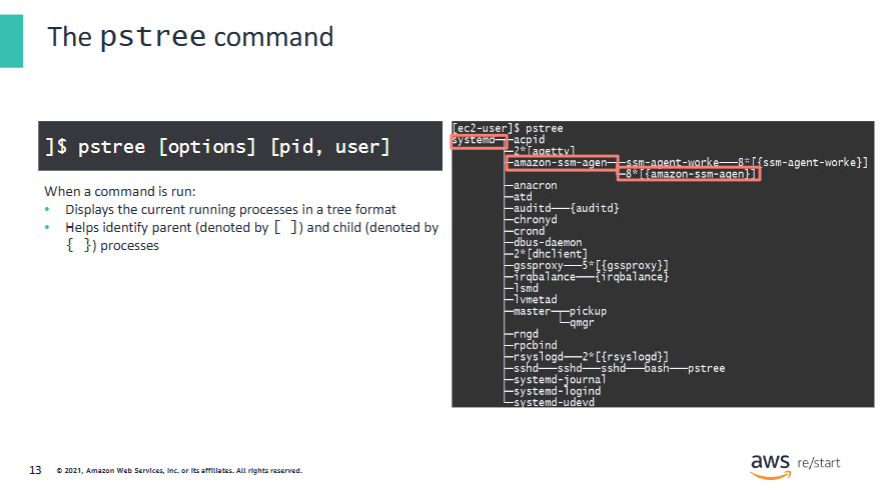 The pstree command
]$ pstree [options] [pid, user]
When a command is run:
• Displays the current running processes in a tree format
• Helps identify parent (denoted by [ ]) and child (denoted by
{ }) processes
[ec2-user]$ pstree
systemd─┬─acpid
├─2*[agetty]
├─amazon-ssm-agen─┬─ssm-agent-worke───8*[{ssm-agent-worke}]
└─8*[{amazon-ssm-agen}]
├─anacron
├─atd
├─auditd───{auditd}
├─chronyd
├─crond
├─dbus-daemon
├─2*[dhclient]
├─gssproxy───5*[{gssproxy}]
├─irqbalance───{irqbalance}
├─lsmd
├─lvmetad
├─master─┬─pickup
└─qmgr
├─rngd
├─rpcbind
├─rsyslogd───2*[{rsyslogd}]
├─sshd───sshd───sshd───bash───pstree
├─systemd-journal
├─systemd-logind
└─systemd-udevd
13 © 2021, Amazon Web Services, Inc. or its affiliates. All rights reserved.
aws re/start